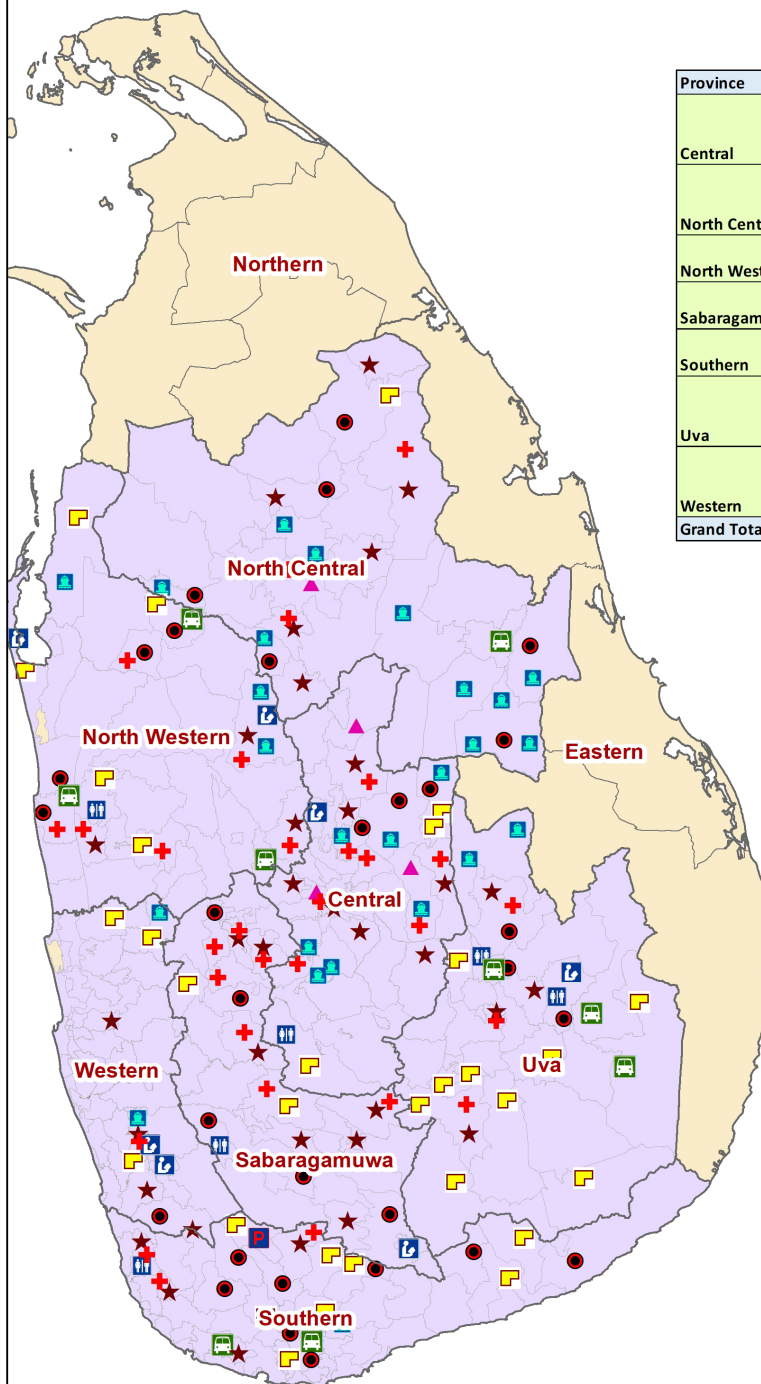 Province
Central
North Cent
North West
Sabaragam
Southern
Uva
Western
Grand Tota
Northern
North Central
North Western
Eastern
Central
Western
Uva
Sabaragamuwa
P
Southern